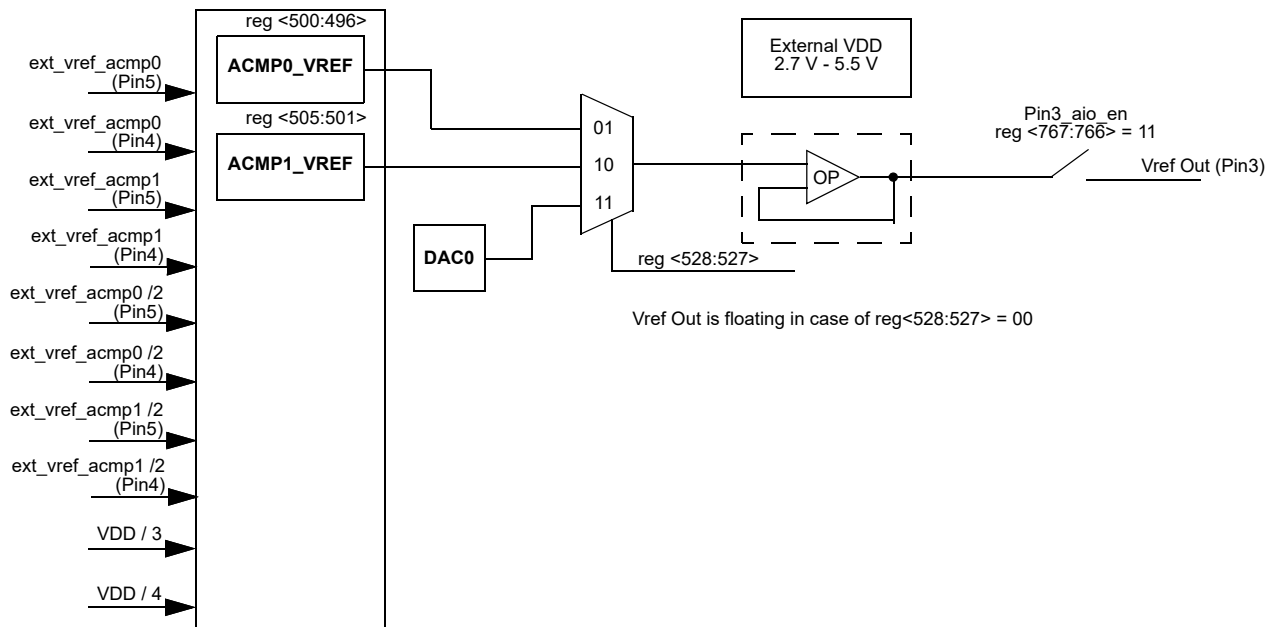 reg <500:496>
ACMP0_VREF
reg <505:501>
ACMP1_VREF
ext_vref_acmp0
(Pin5)
ext_vref_acmp0
(Pin4)
ext_vref_acmp1
(Pin5)
ext_vref_acmp1
(Pin4)
ext_vref_acmp0 /2
(Pin5)
ext_vref_acmp0 /2
(Pin4)
ext_vref_acmp1 /2
(Pin5)
ext_vref_acmp1 /2
(Pin4)
VDD / 3
VDD / 4
DAC0
01
10
11
reg <528:527>
External VDD
2.7 V - 5.5 V
OP
Pin3_aio_en
reg <767:766> = 11
Vref Out (Pin3)
Vref Out is floating in case of reg<528:527> = 00